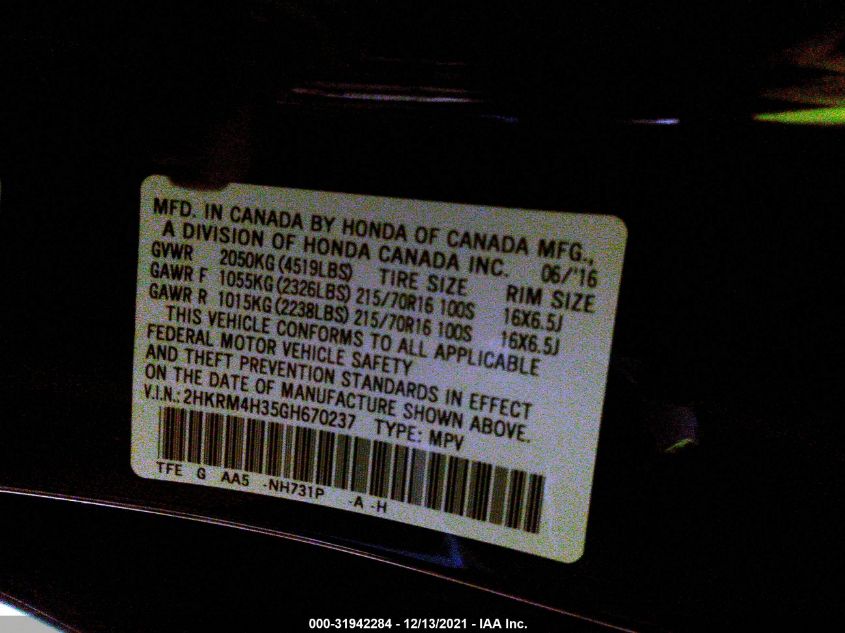 MFD. IN CANADA BY HONDA OF CANADA MFG.,
A DIVISION OF HONDA CANADA INC. 06/'16
GVWR 2050KG (4519LBS) TIRE SIZE RIM SIZE
GAWR F 1055KG (2326LBS) 215/70R16 100S 16X6.5J
GAWR R 1015KG (2238LBS) 215/70R16 100S 16X6.5J
THIS VEHICLE CONFORMS TO ALL APPLICABLE
FEDERAL MOTOR VEHICLE SAFETY
AND THEFT PREVENTION STANDARDS IN EFFECT
ON THE DATE OF MANUFACTURE SHOWN ABOVE.
V.I.N.: 2HKRM4H35GH670237 TYPE: MPV
TFE G AA5 -NH731P -A -H
000-31942284 - 12/13/2021 - IAA Inc.